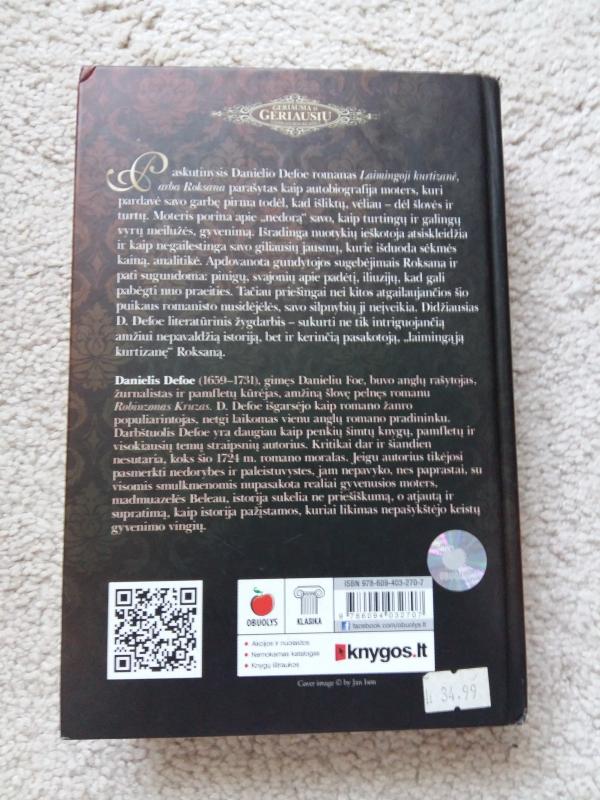 GERIAUSIA iš
GERIAUSIŲ
Paskutinysis Danielio Defoe romanas Laimingoji kurtizanė,
arba Roksana parašytas kaip autobiografija moters, kuri
pardavė savo garbę pirma todėl, kad išliktų, vėliau – dėl šlovės ir
turtų. Moteris porina apie „nedorą“ savo, kaip turtingų ir galingų
vyrų meilužės, gyvenimą. Išradinga nuotykių ieškotoja atsiskleidžia
ir kaip negailestinga savo giliausių jausmų, kurie išduoda sėkmės
kainą, analitikė. Apdovanota gundytojos sugebėjimais Roksana ir
pati sugundoma: pinigų, svajonių apie padėtį, iliuzijų, kad gali
pabėgti nuo praeities. Tačiau priešingai nei kitos atgailaujančios šio
puikaus romanisto nusidėjėlės, savo silpnybių ji neįveikia. Didžiausias
D. Defoe literatūrinis žygdarbis – sukurti ne tik intriguojančią
amžiui nepavaldžią istoriją, bet ir kerinčią pasakotoją, „laimingąją
kurtizanę“ Roksaną.
Danielis Defoe (1659–1731), gimęs Danieliu Foe, buvo anglų rašytojas,
žurnalistas ir pamfletų kūrėjas, amžiną šlovę pelnęs romanu
Robinzonas Kruzas. D. Defoe išgarsėjo kaip romano žanro
populiarintojas, netgi laikomas vienu anglų romano pradininkų.
Darbštuolis Defoe yra daugiau kaip penkių šimtų knygų, pamfletų ir
visokiausių temų straipsnių autorius. Kritikai dar ir šiandien
nesutaria, koks šio 1724 m. romano moralas. Jeigu autorius tikėjosi
pasmerkti nedorybes ir paleistuvystes, jam nepavyko, nes paprastai, su
visomis smulkmenomis nupasakota realiai gyvenusios moters,
madmuazelės Beleau, istorija sukelia ne priešiškumą, o atjautą ir
supratimą, kaip istorija pažįstamos, kuriai likimas nepašykštėjo keistų
gyvenimo vingių.
OBUOLYS
KLASIKA
ISBN 978-609-403-270-7
9 786094 032707
facebook.com/obuolys.lt
• Akcijos ir nuolaidos
• Nemokamas katalogas
• Knygų ištraukos
knygos.lt
Cover image © by Jan Isen
Lt 34.99